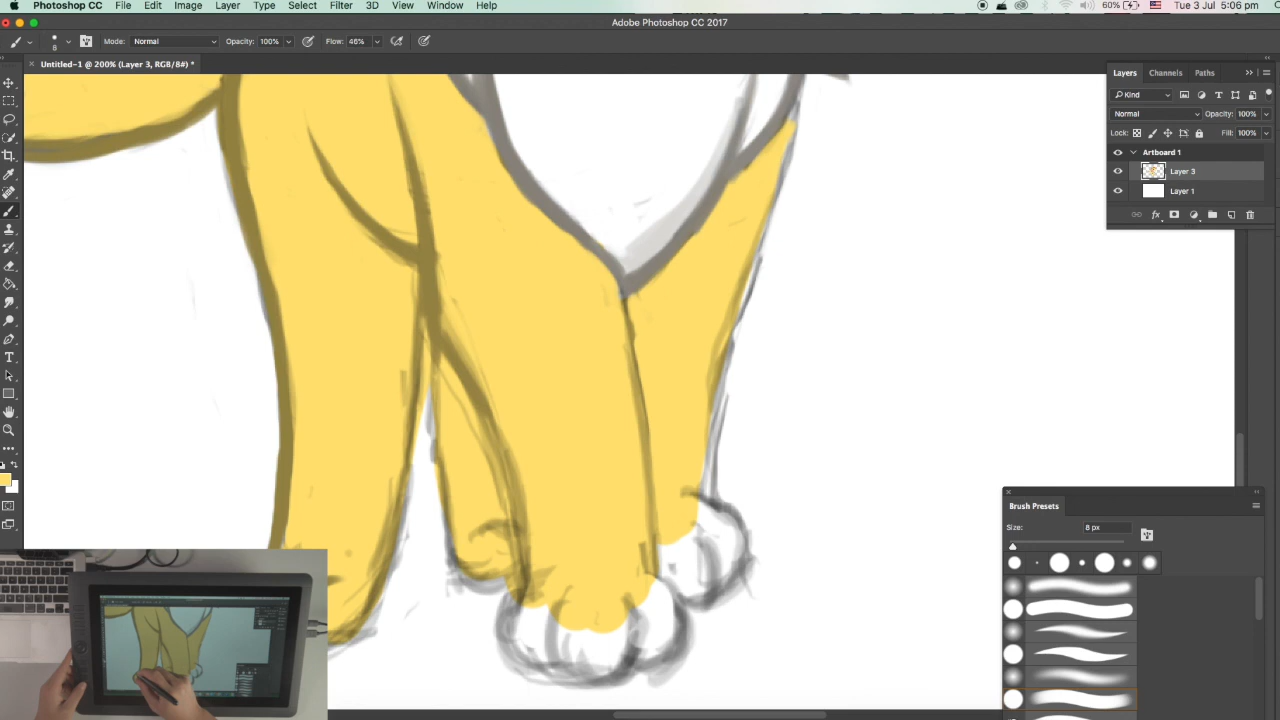 Photoshop CC File Edit Image Layer Type Select Filter 3D View Window Help 60% Tue 3 Jul 5:06 pm
Adobe Photoshop CC 2017
8 Mode: Normal Opacity: 100% Flow: 46%
Untitled-1 @ 200% (Layer 3, RGB/8#) *
Layers Channels Paths
Kind
Normal Opacity: 100%
Lock: Fill: 100%
Artboard 1
Layer 3
Layer 1
fx
Brush Presets
Size: 8 px